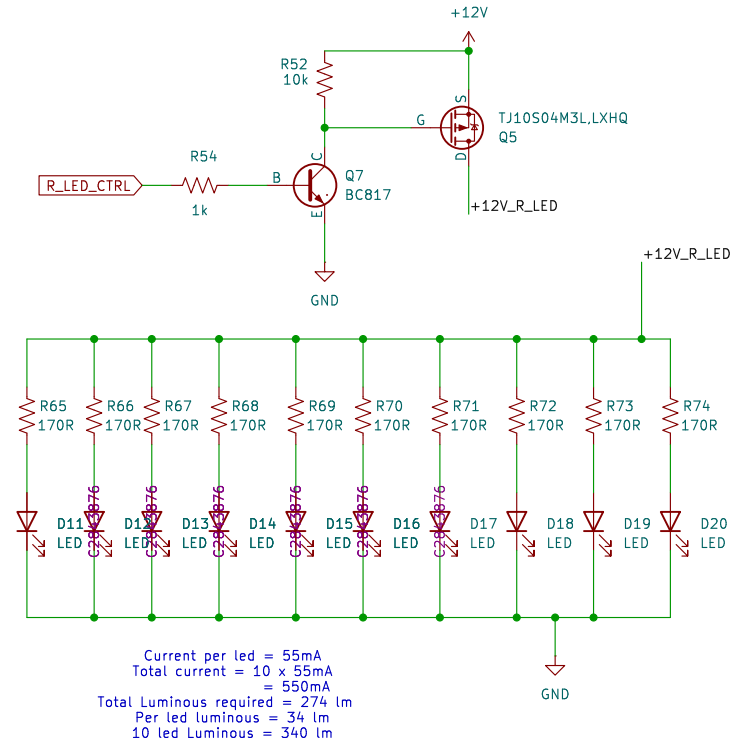 +12V
R52
10k
S
G
TJ10S04M3L,LXHQ
Q5
D
R54
C
Q7
B
BC817
R_LED_CTRL
1k
E
+12V_R_LED
GND
+12V_R_LED
R65 R66 R67 R68 R69 R70 R71 R72 R73 R74
170R 170R 170R 170R 170R 170R 170R 170R 170R 170R
D11 D12 D13 D14 D15 D16 D17 D18 D19 D20
LED LED LED LED LED LED LED LED LED LED
GND
Current per led = 55mA
Total current = 10 x 55mA
= 550mA
Total Luminous required = 274 lm
Per led luminous = 34 lm
10 led Luminous = 340 lm